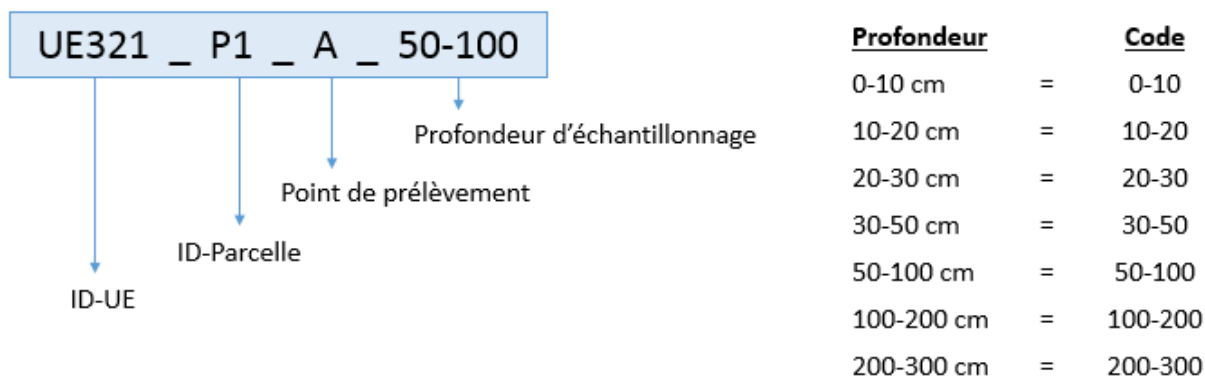 UE321 _ P1 _ A _ 50-100
Profondeur d'échantillonnage
Point de prélèvement
ID-Parcelle
ID-UE
Profondeur Code
0-10 cm = 0-10
10-20 cm = 10-20
20-30 cm = 20-30
30-50 cm = 30-50
50-100 cm = 50-100
100-200 cm = 100-200
200-300 cm = 200-300